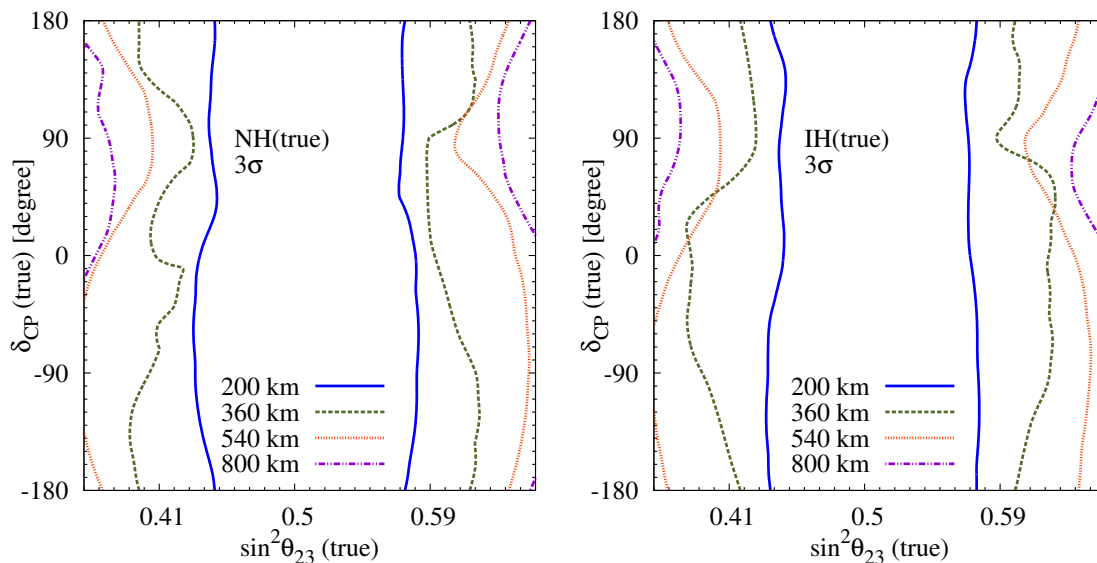 180
90
0
-90
-180
δCP (true) [degree]
NH(true)
3σ
200 km
360 km
540 km
800 km
0.41
0.5
0.59
sin²θ23 (true)
180
90
0
-90
-180
δCP (true) [degree]
IH(true)
3σ
200 km
360 km
540 km
800 km
0.41
0.5
0.59
sin²θ23 (true)